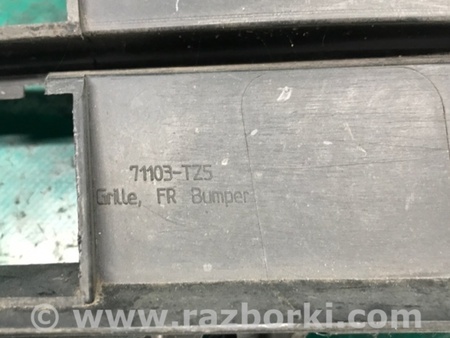 71103-TZ5
Grille, FR Bumper
www.razborki.com